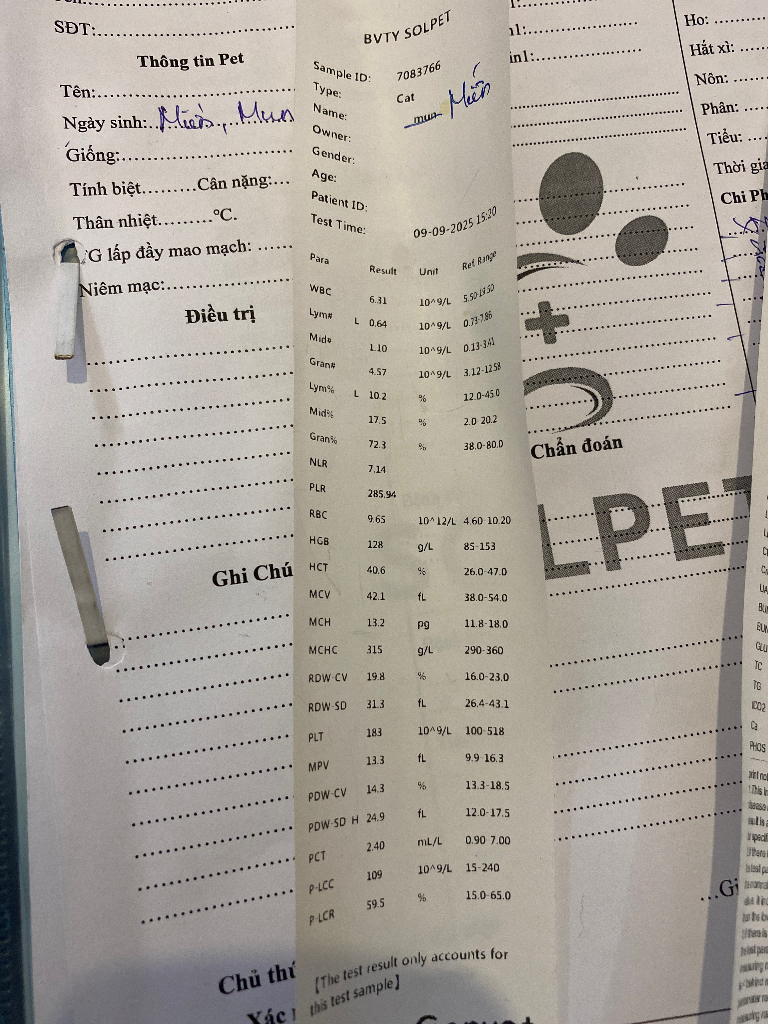 SĐT:
Thông tin Pet
Tên:
Ngày sinh: Miến, Mun
Giống:
Tính biệt.........Cân nặng:
Thân nhiệt.........°C.
G lấp đầy mao mạch:
Niêm mạc:
Điều trị
Ghi Chú
Chủ
Xác
BVTY SOLPET
Sample ID: 7083766
Type: Cat
Name: mun Miến
Owner:
Gender:
Age:
Patient ID:
Test Time: 09-09-2025 15:30
Para Result Unit Ref. Range
WBC 6.31 10^9/L 5.50-19.50
Lym# L 0.64 10^9/L 0.73-7.86
Mid# 1.10 10^9/L 0.13-3.41
Gran# 4.57 10^9/L 3.12-12.58
Lym% L 10.2 % 12.0-45.0
Mid% 17.5 % 2.0-20.2
Gran% 72.3 % 38.0-80.0
NLR 7.14
PLR 285.94
RBC 9.65 10^12/L 4.60-10.20
HGB 128 g/L 85-153
HCT 40.6 % 26.0-47.0
MCV 42.1 fL 38.0-54.0
MCH 13.2 pg 11.8-18.0
MCHC 315 g/L 290-360
RDW-CV 19.8 % 16.0-23.0
RDW-SD 31.3 fL 26.4-43.1
PLT 183 10^9/L 100-518
MPV 13.3 fL 9.9-16.3
PDW-CV 14.3 % 13.3-18.5
PDW-SD H 24.9 fL 12.0-17.5
PCT 2.40 mL/L 0.90-7.00
P-LCC 109 10^9/L 15-240
P-LCR 59.5 % 15.0-65.0
[The test result only accounts for
this test sample]
Ho:
Hắt xì:
Nôn:
Phân:
Tiểu:
Thời gia
Chi Ph
Chẩn đoán
LPET
GLU
TC
TG
Ca
PHOS